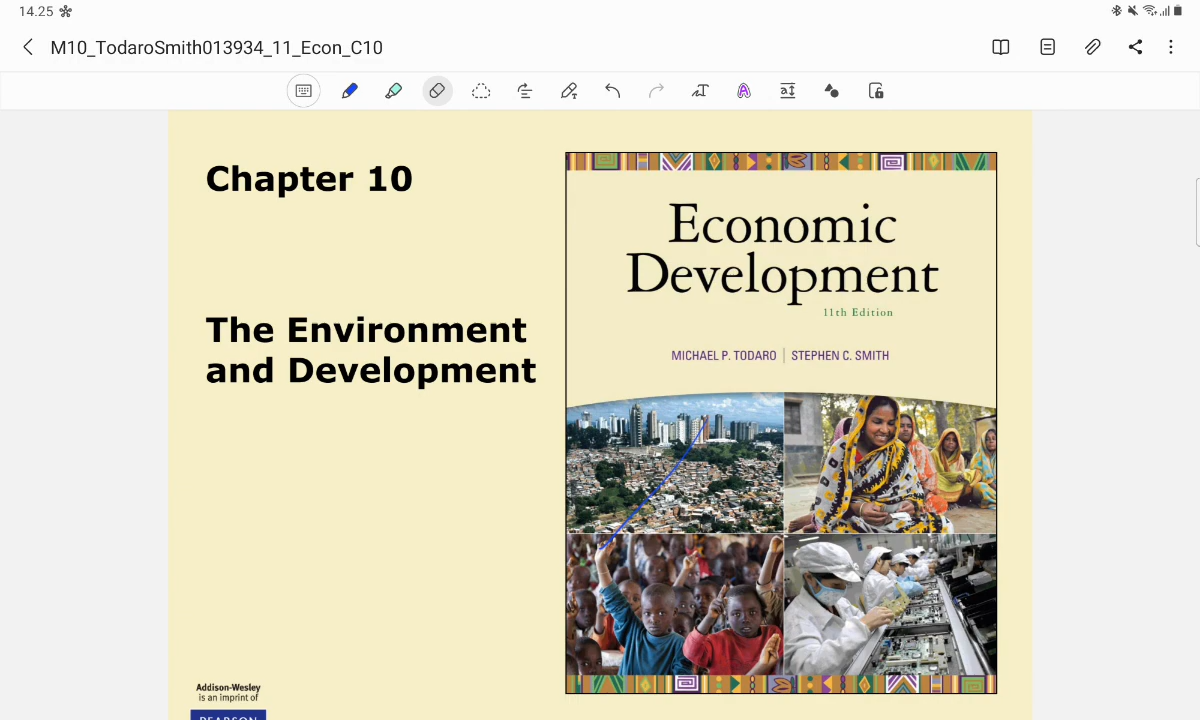 14.25
M10_TodaroSmith013934_11_Econ_C10
Chapter 10
The Environment
and Development
Economic
Development
11th Edition
MICHAEL P. TODARO | STEPHEN C. SMITH
Addison-Wesley
is an imprint of
PEARSON